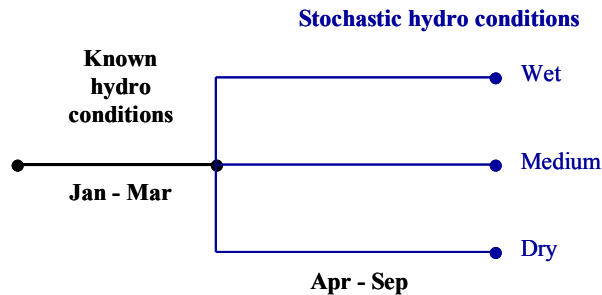 Stochastic hydro conditions
Known
hydro
conditions
Wet
Medium
Jan - Mar
Dry
Apr - Sep